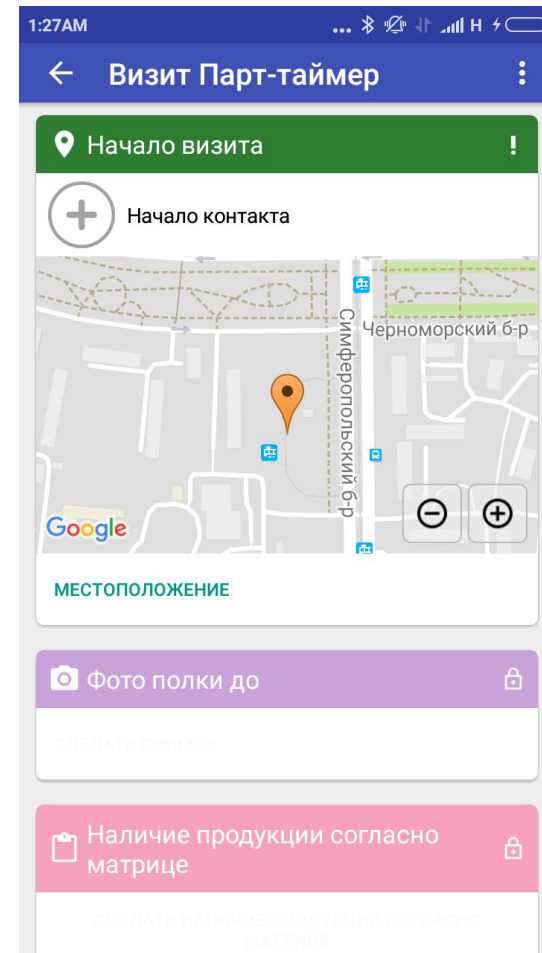 1:27AM ... H
Визит Парт-таймер
Начало визита !
Начало контакта
Симферопольский б-р
Черноморский б-р
Google
МЕСТОПОЛОЖЕНИЕ
Фото полки до
СДЕЛАТЬ СНИМОК
Наличие продукции согласно
матрице
СОЗДАТЬ НАЛИЧИЕ ПРОДУКЦИИ СОГЛАСНО
МАТРИЦЕ